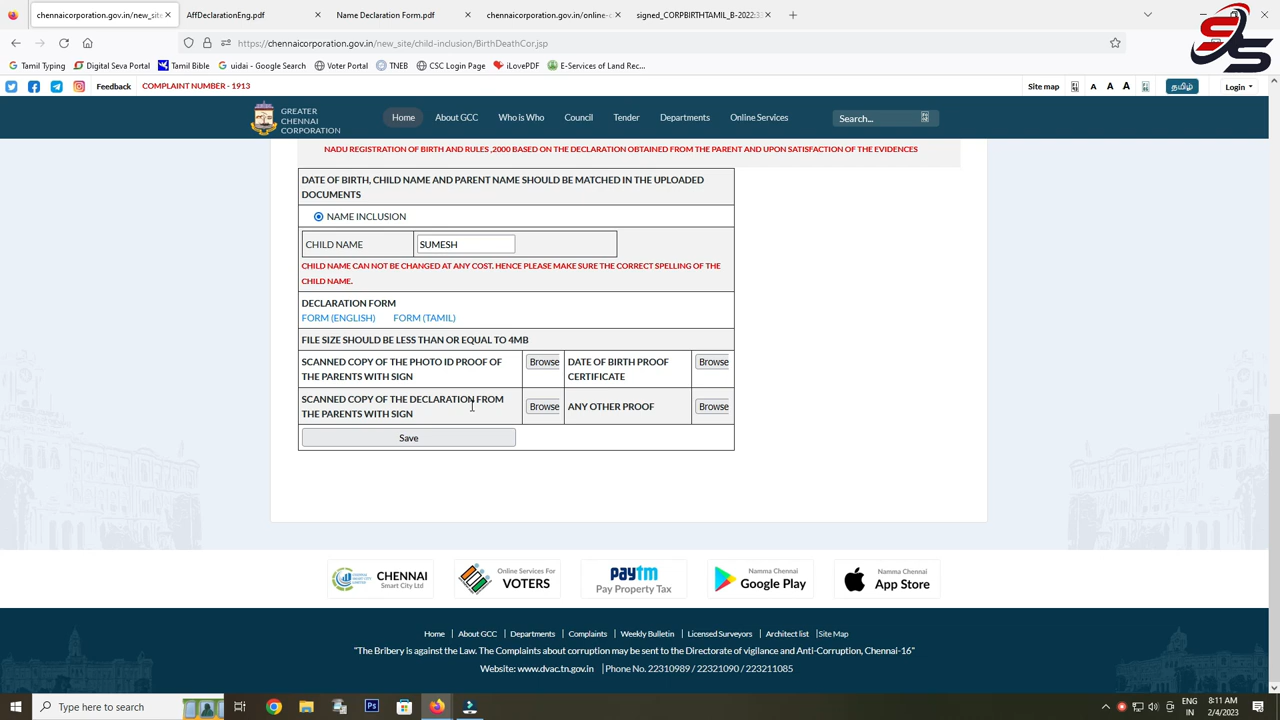 chennaicorporation.gov.in/new_site
AffDeclarationEng.pdf
Name Declaration Form.pdf
chennaicorporation.gov.in/online-c
signed_CORPBIRTHTAMIL_B-2022:33
https://chennaicorporation.gov.in/new_site/child-inclusion/BirthDeathCor.jsp
Tamil Typing
Digital Seva Portal
Tamil Bible
uidai - Google Search
Voter Portal
TNEB
CSC Login Page
iLovePDF
E-Services of Land Rec...
Feedback
COMPLAINT NUMBER - 1913
Site map
A
A
A
தமிழ்
Login
GREATER
CHENNAI
CORPORATION
Home
About GCC
Who is Who
Council
Tender
Departments
Online Services
Search...
NADU REGISTRATION OF BIRTH AND RULES ,2000 BASED ON THE DECLARATION OBTAINED FROM THE PARENT AND UPON SATISFACTION OF THE EVIDENCES
DATE OF BIRTH, CHILD NAME AND PARENT NAME SHOULD BE MATCHED IN THE UPLOADED
DOCUMENTS
NAME INCLUSION
CHILD NAME
SUMESH
CHILD NAME CAN NOT BE CHANGED AT ANY COST. HENCE PLEASE MAKE SURE THE CORRECT SPELLING OF THE
CHILD NAME.
DECLARATION FORM
FORM (ENGLISH)
FORM (TAMIL)
FILE SIZE SHOULD BE LESS THAN OR EQUAL TO 4MB
SCANNED COPY OF THE PHOTO ID PROOF OF
THE PARENTS WITH SIGN
Browse
DATE OF BIRTH PROOF
CERTIFICATE
Browse
SCANNED COPY OF THE DECLARATION FROM
THE PARENTS WITH SIGN
Browse
ANY OTHER PROOF
Browse
Save
CHENNAI
Smart City Ltd
Online Services For
VOTERS
paytm
Pay Property Tax
Namma Chennai
Google Play
Namma Chennai
App Store
Home
About GCC
Departments
Complaints
Weekly Bulletin
Licensed Surveyors
Architect list
Site Map
"The Bribery is against the Law. The Complaints about corruption may be sent to the Directorate of vigilance and Anti-Corruption, Chennai-16"
Website: www.dvac.tn.gov.in
Phone No. 22310989 / 22321090 / 223211085
Type here to search
ENG
IN
8:11 AM
2/4/2023